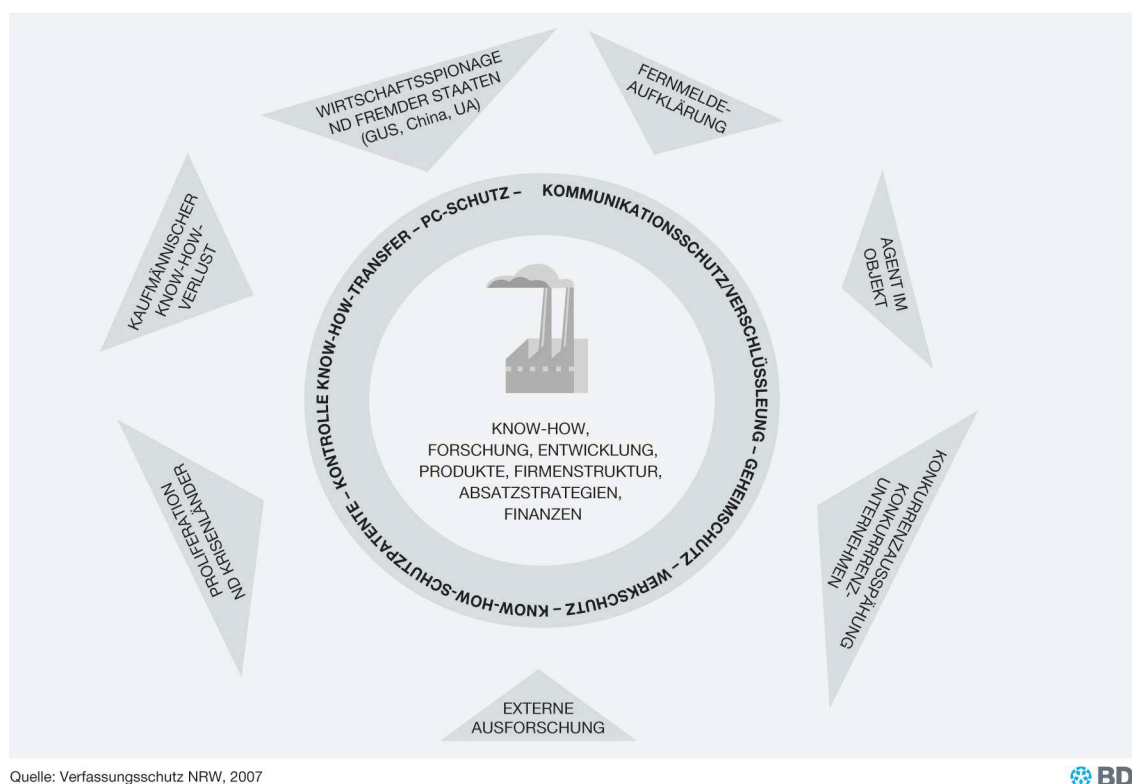 WIRTSCHAFTSSPIONAGE
ND FREMDER STAATEN
(GUS, China, UA)
FERNMELDE-
AUFKLÄRUNG
KAUFMÄNNISCHER
KNOW-HOW-
VERLUST
AGENT IM
OBJEKT
KOMMUNIKATIONSSCHUTZ/VERSCHLÜSSLEUNG – GEHEIMSCHUTZ – WERKSCHUTZ – KNOW-HOW-SCHUTZPATENTE – KONTROLLE KNOW-HOW-TRANSFER – PC-SCHUTZ –
KNOW-HOW,
FORSCHUNG, ENTWICKLUNG,
PRODUKTE, FIRMENSTRUKTUR,
ABSATZSTRATEGIEN,
FINANZEN
PROLIFERATION
ND KRISENLÄNDER
KONKURRENZAUSSPÄHUNG
KONKURRENZ-
UNTERNEHMEN
EXTERNE
AUSFORSCHUNG
Quelle: Verfassungsschutz NRW, 2007
BD